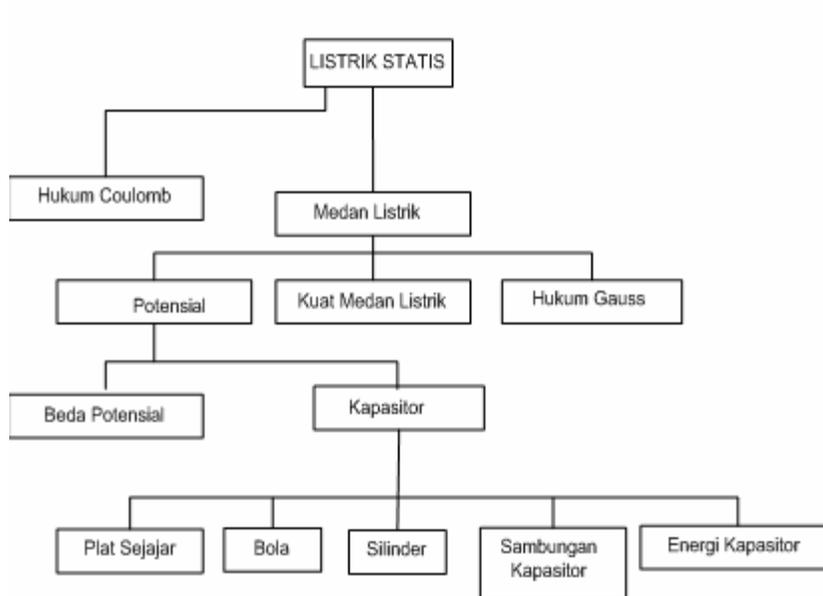 LISTRIK STATIS
Hukum Coulomb
Medan Listrik
Potensial
Kuat Medan Listrik
Hukum Gauss
Beda Potensial
Kapasitor
Plat Sejajar
Bola
Silinder
Sambungan
Kapasitor
Energi Kapasitor